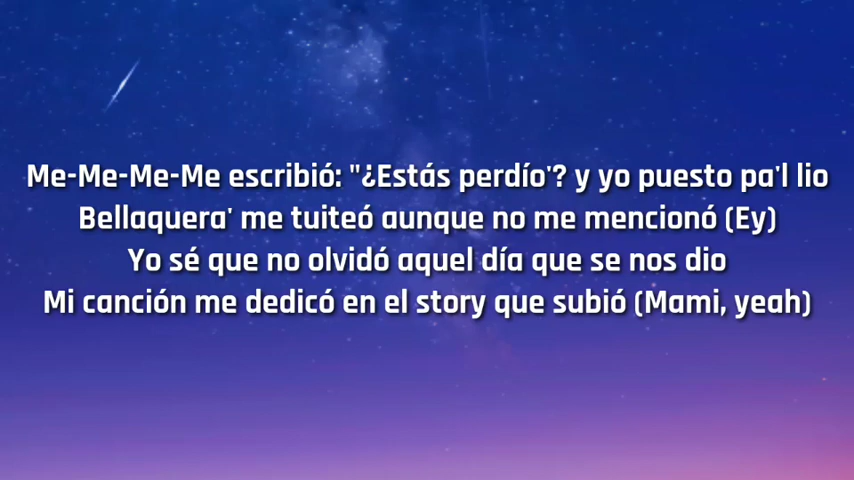 Me-Me-Me-Me escribió: "¿Estás perdío'? y yo puesto pa'l lio
Bellaquera' me tuiteó aunque no me mencionó (Ey)
Yo sé que no olvidó aquel día que se nos dio
Mi canción me dedicó en el story que subió (Mami, yeah)